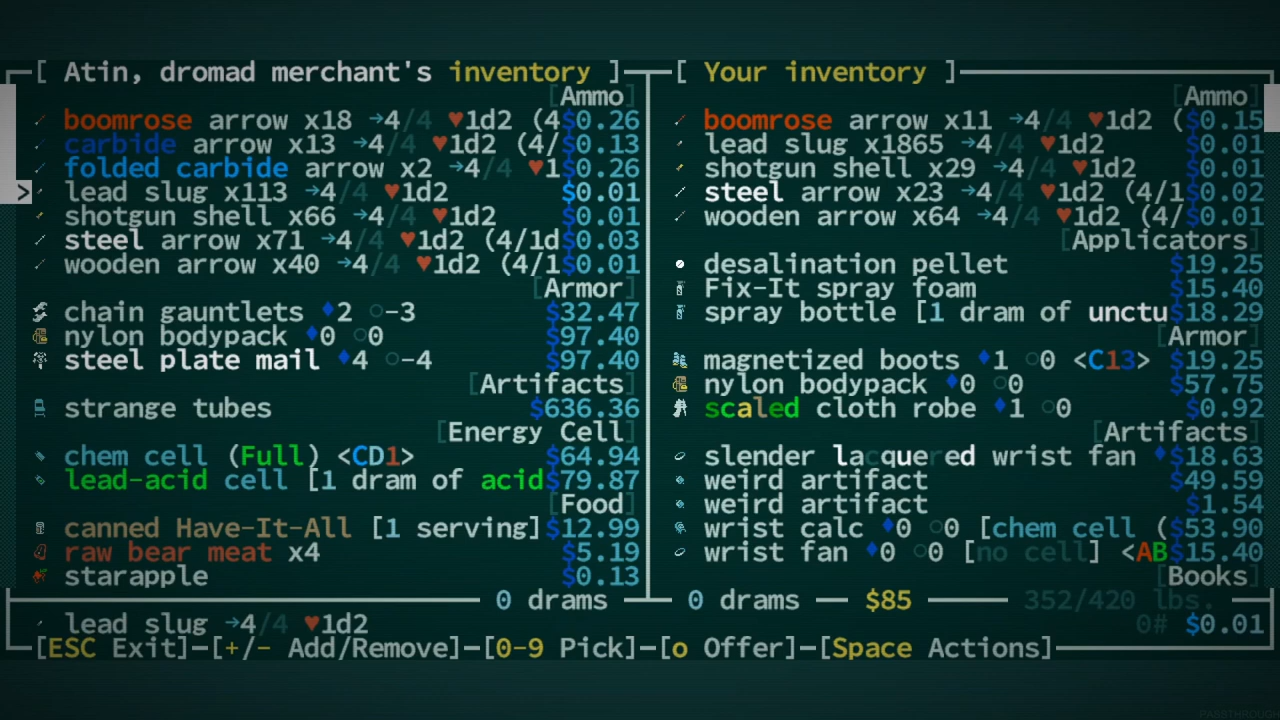 [ Atin, dromad merchant's inventory ]
[Ammo]
boomrose arrow x18 →4/4 ♥1d2 (4 $0.26
carbide arrow x13 →4/4 ♥1d2 (4/ $0.13
folded carbide arrow x2 →4/4 ♥1 $0.26
> lead slug x113 →4/4 ♥1d2 $0.01
shotgun shell x66 →4/4 ♥1d2 $0.01
steel arrow x71 →4/4 ♥1d2 (4/1d $0.03
wooden arrow x40 →4/4 ♥1d2 (4/1 $0.01
[Armor]
chain gauntlets ♦2 ○-3 $32.47
nylon bodypack ♦0 ○0 $97.40
steel plate mail ♦4 ○-4 $97.40
[Artifacts]
strange tubes $636.36
[Energy Cell]
chem cell (Full) <CD1> $64.94
lead-acid cell [1 dram of acid $79.87
[Food]
canned Have-It-All [1 serving] $12.99
raw bear meat x4 $5.19
starapple $0.13
0 drams
[ Your inventory ]
[Ammo]
boomrose arrow x11 →4/4 ♥1d2 ( $0.15
lead slug x1865 →4/4 ♥1d2 $0.01
shotgun shell x29 →4/4 ♥1d2 $0.01
steel arrow x23 →4/4 ♥1d2 (4/1 $0.02
wooden arrow x64 →4/4 ♥1d2 (4/ $0.01
[Applicators]
desalination pellet $19.25
Fix-It spray foam $15.40
spray bottle [1 dram of unctu $18.29
[Armor]
magnetized boots ♦1 ○0 <C13> $19.25
nylon bodypack ♦0 ○0 $57.75
scaled cloth robe ♦1 ○0 $0.92
[Artifacts]
slender lacquered wrist fan ♦ $18.63
weird artifact $49.59
weird artifact $1.54
wrist calc ♦0 ○0 [chem cell ( $53.90
wrist fan ♦0 ○0 [no cell] <AB $15.40
[Books]
0 drams — $85 — 352/420 lbs.
lead slug →4/4 ♥1d2 0# $0.01
[ESC Exit]-[+/- Add/Remove]-[0-9 Pick]-[o Offer]-[Space Actions]